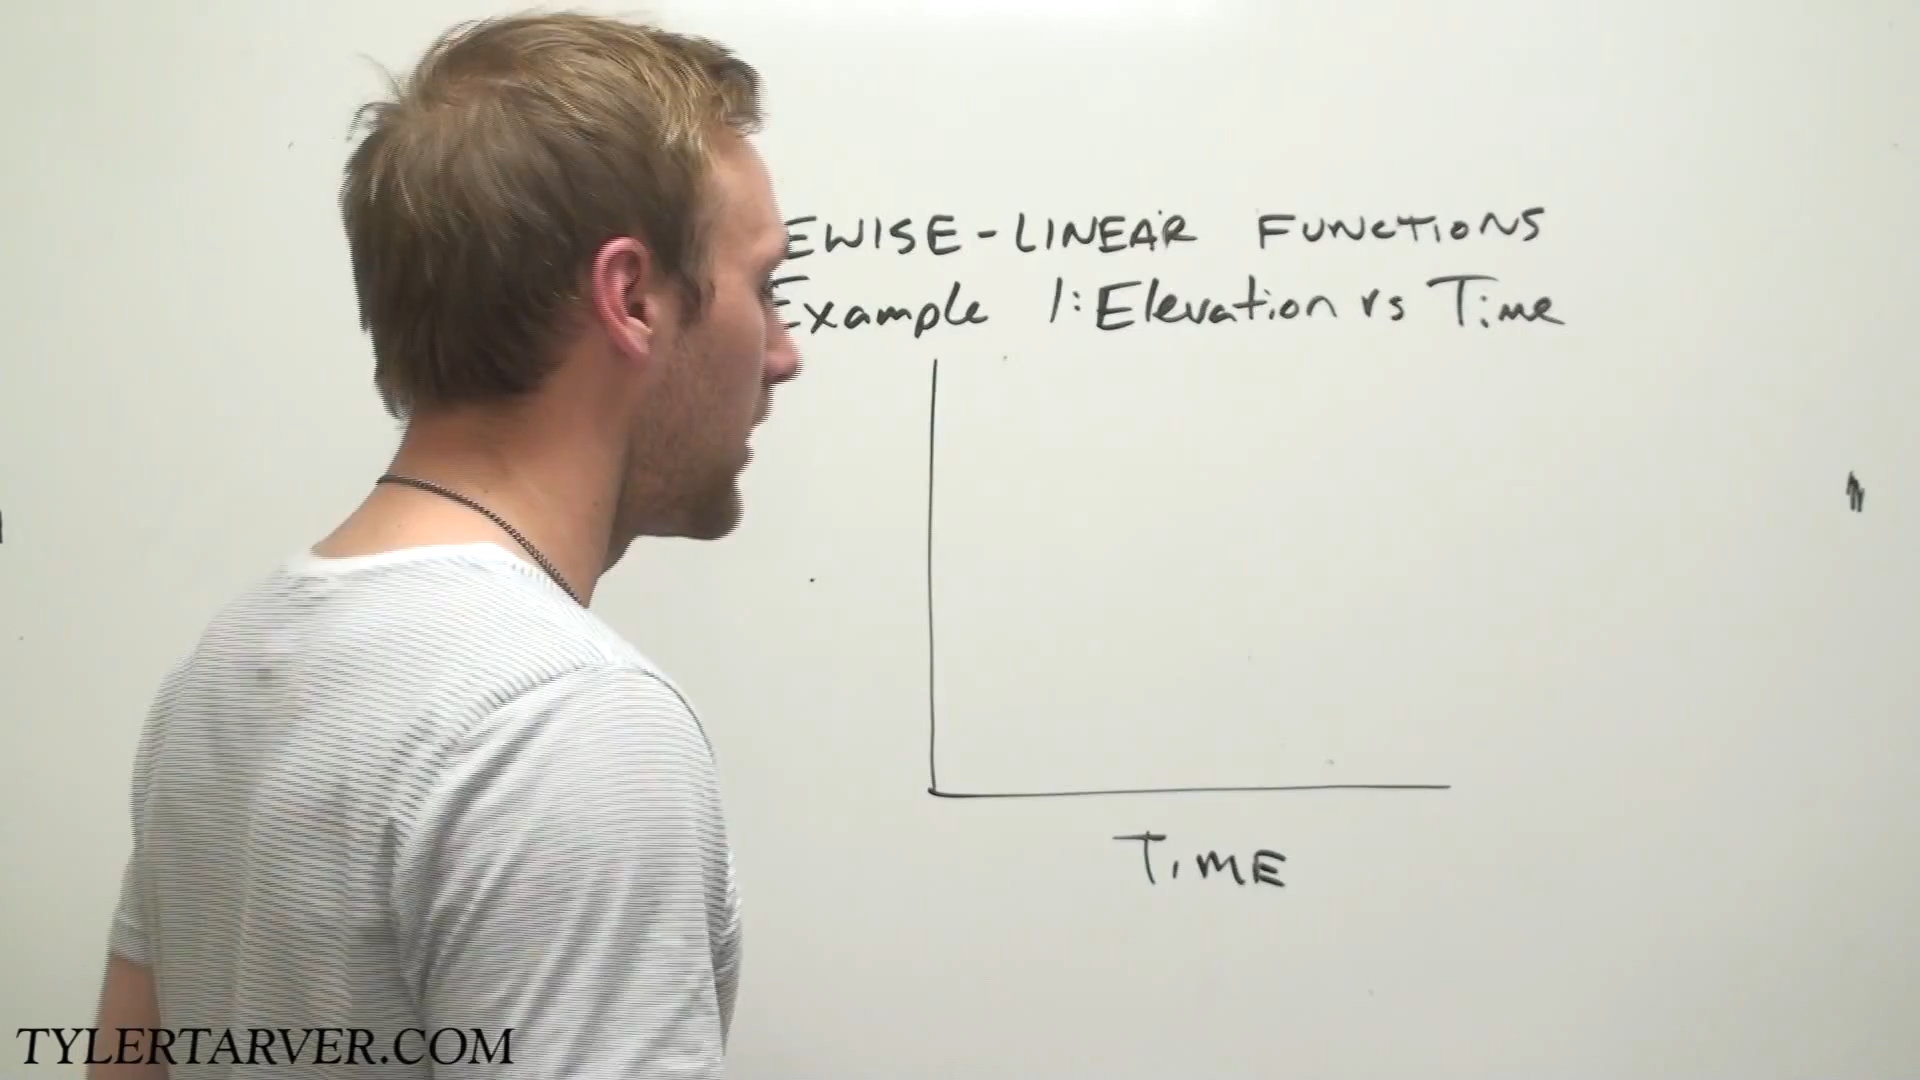 EWISE-LINEAR FUNCTIONS
Example 1: Elevation vs Time
TIME
TYLERTARVER.COM